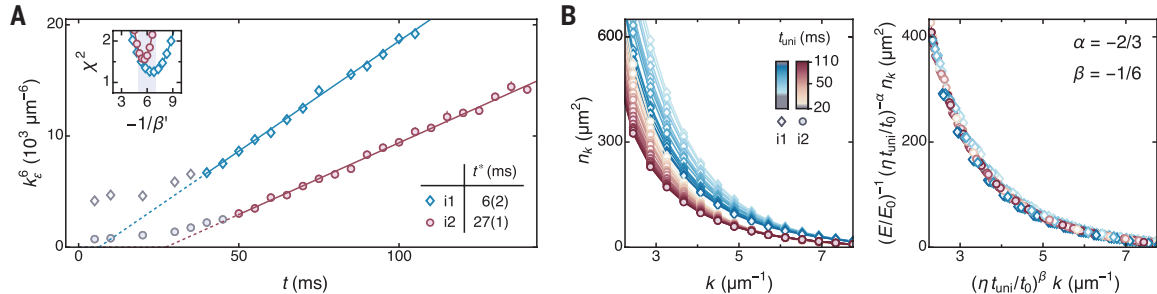 A
k_ε^6 (10^3 μm^−6)
20
10
0
χ^2
2
1
3 6 9
−1/β'
t* (ms)
i1 6(2)
i2 27(1)
0 50 100
t (ms)
B
n_k (μm^2)
600
300
0
t_uni (ms)
110
50
20
i1 i2
3 5 7
k (μm^−1)
(E/E_0)^−1 (η t_uni/t_0)^−α n_k (μm^2)
400
200
0
α = −2/3
β = −1/6
3 5 7
(η t_uni/t_0)^β k (μm^−1)